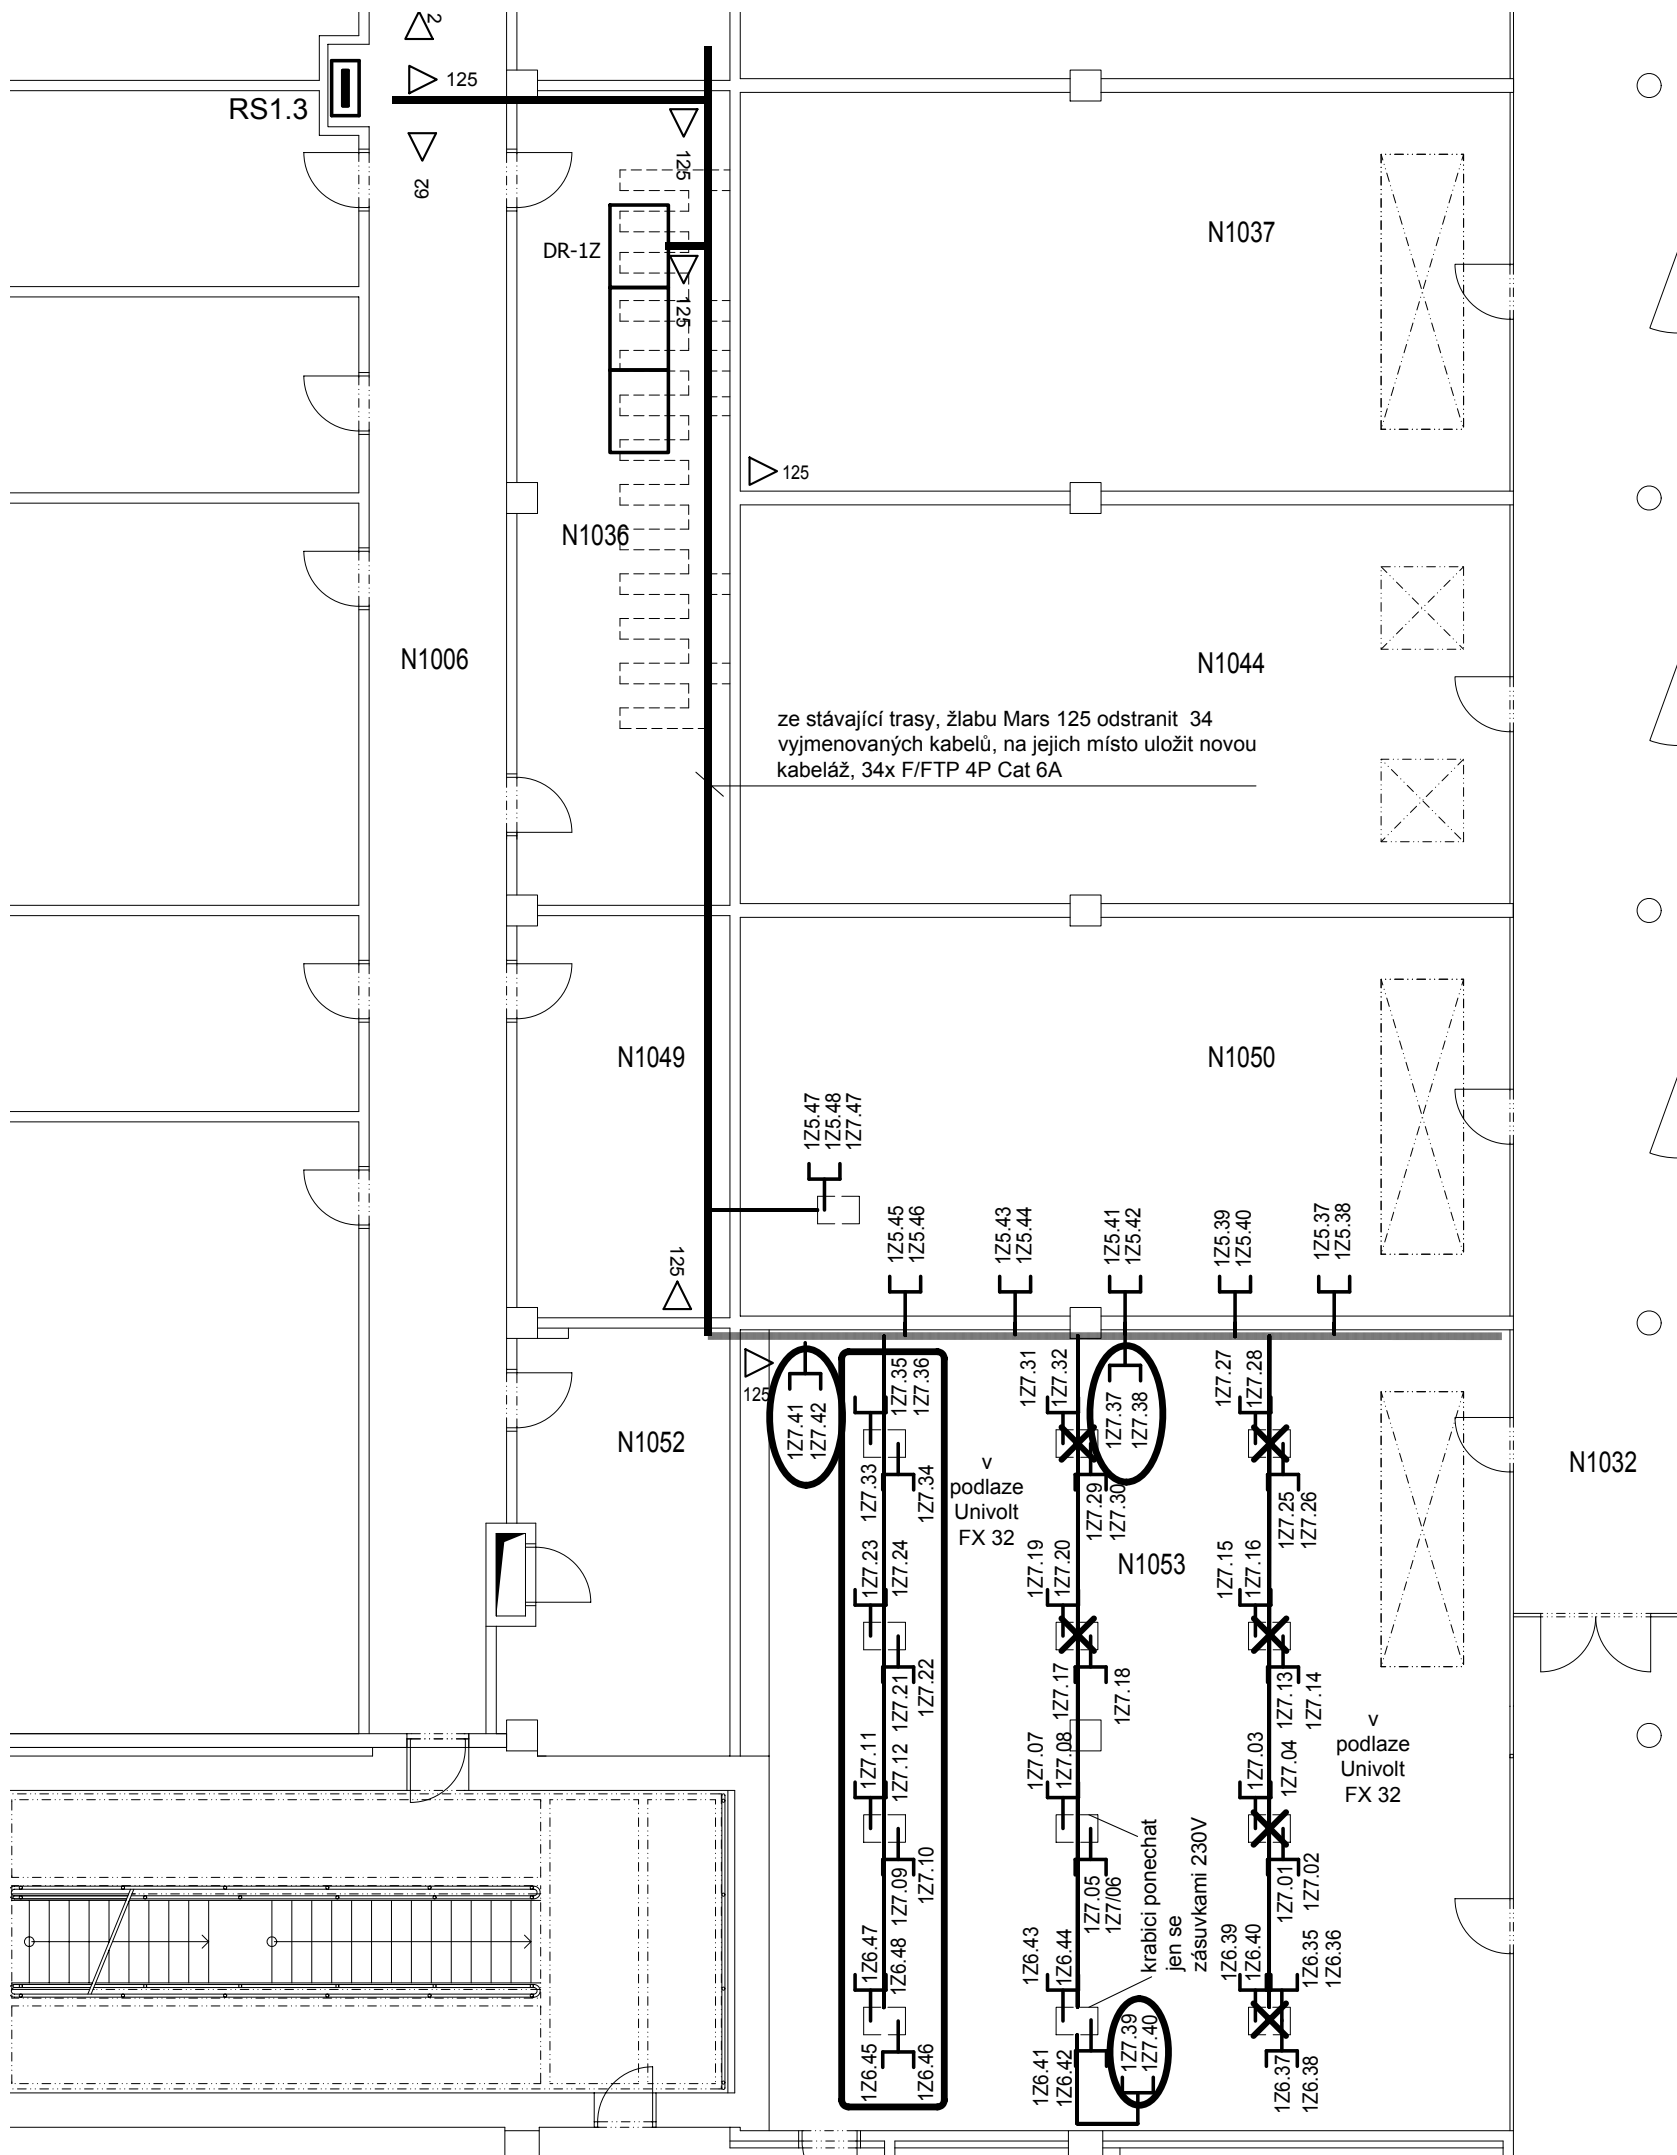 2
125
RS1.3
29
125
DR-1Z
125
N1037
125
N1036
N1006
N1044
ze stávající trasy, žlabu Mars 125 odstranit 34
vyjmenovaných kabelů, na jejich místo uložit novou
kabeláž, 34x F/FTP 4P Cat 6A
N1049
N1050
1Z5.47
1Z5.48
1Z7.47
125
1Z5.45
1Z5.46
1Z5.43
1Z5.44
1Z5.41
1Z5.42
1Z5.39
1Z5.40
1Z5.37
1Z5.38
125
1Z7.41
1Z7.42
1Z7.35
1Z7.36
1Z7.31
1Z7.32
1Z7.37
1Z7.38
1Z7.27
1Z7.28
N1052
N1032
1Z7.33
1Z7.34
v
podlaze
Univolt
FX 32
1Z7.29
1Z7.30
1Z7.25
1Z7.26
N1053
1Z7.23
1Z7.24
1Z7.19
1Z7.20
1Z7.15
1Z7.16
1Z7.21
1Z7.22
1Z7.17
1Z7.18
1Z7.13
1Z7.14
v
podlaze
Univolt
FX 32
1Z7.11
1Z7.12
1Z7.07
1Z7.08
1Z7.03
1Z7.04
1Z7.09
1Z7.10
1Z7.05
1Z7/06
krabici ponechat
jen se
zásuvkami 230V
1Z7.01
1Z7.02
1Z6.47
1Z6.48
1Z6.43
1Z6.44
1Z6.39
1Z6.40
1Z6.35
1Z6.36
1Z6.45
1Z6.46
1Z6.41
1Z6.42
1Z7.39
1Z7.40
1Z6.37
1Z6.38